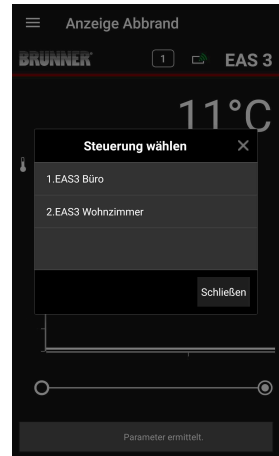 Anzeige Abbrand
BRUNNER 1 EAS 3
11°C
Steuerung wählen
1.EAS3 Büro
2.EAS3 Wohnzimmer
Schließen
Parameter ermittelt.